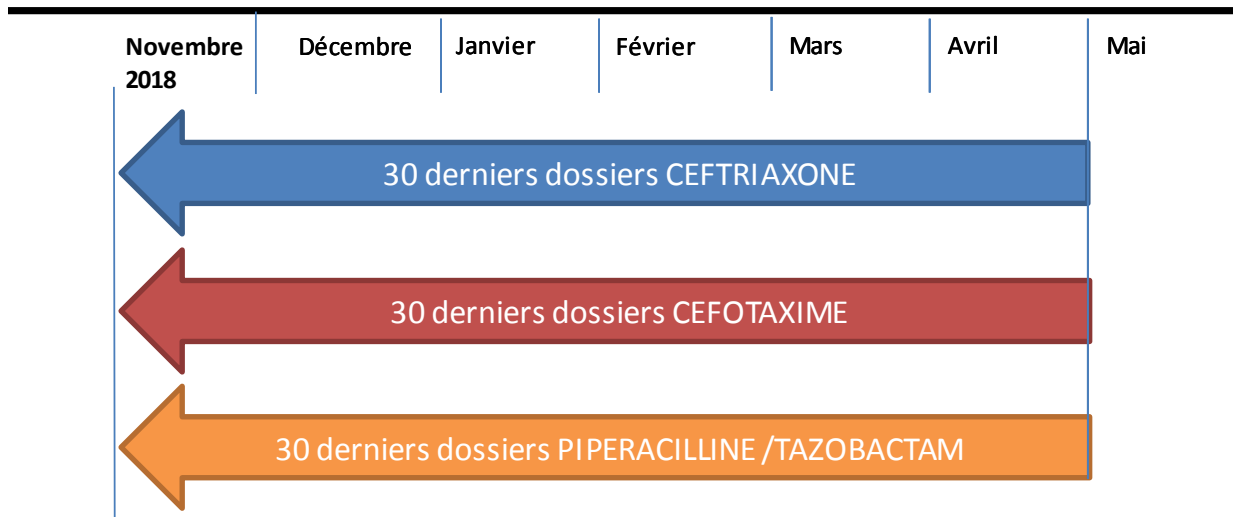 Novembre
2018
Décembre
Janvier
Février
Mars
Avril
Mai
30 derniers dossiers CEFTRIAXONE
30 derniers dossiers CEFOTAXIME
30 derniers dossiers PIPERACILLINE /TAZOBACTAM